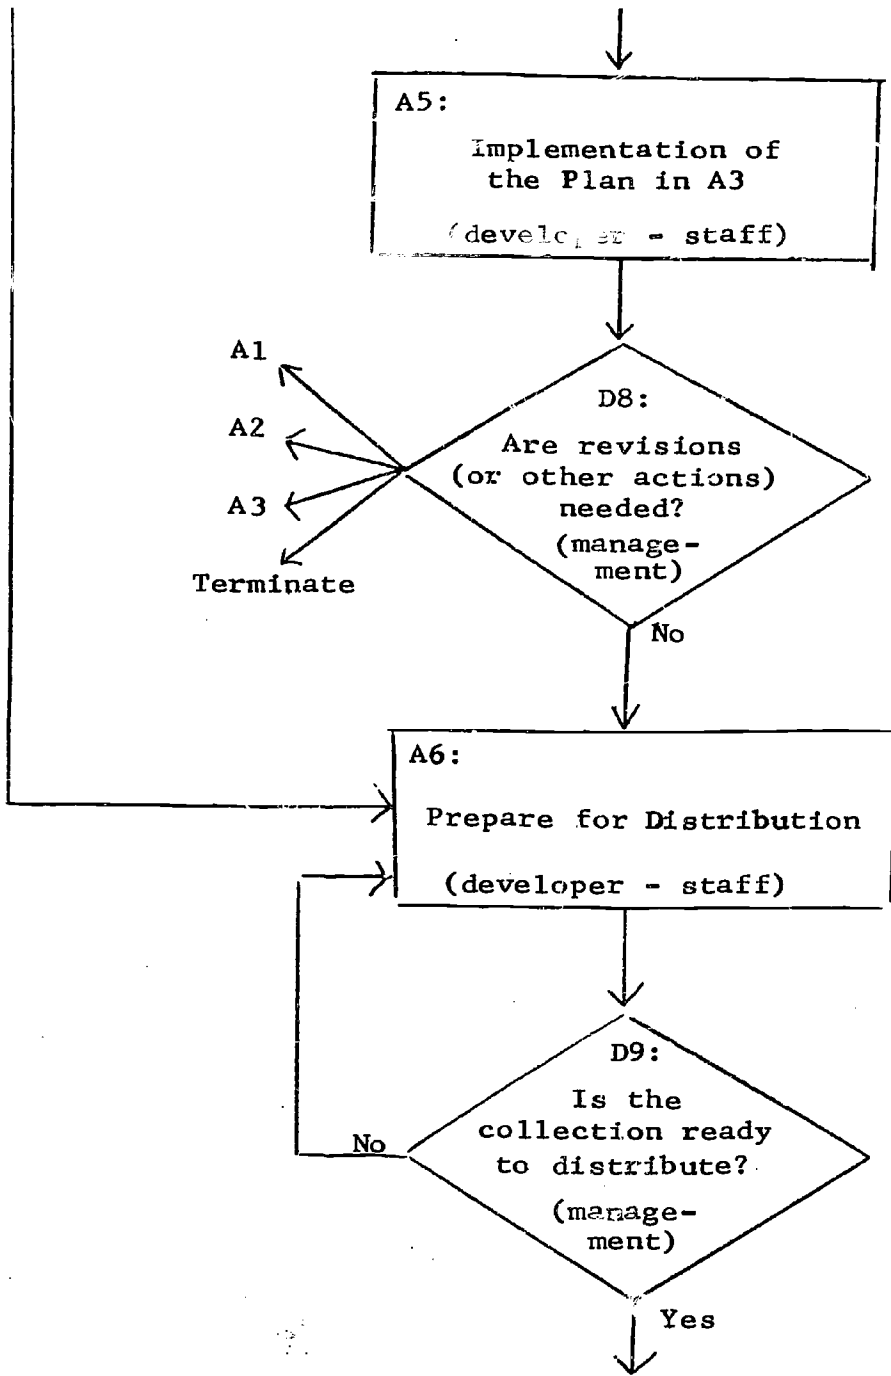 A5:
Implementation of
the Plan in A3
(developer - staff)
A1
A2
A3
Terminate
D8:
Are revisions
(or other actions)
needed?
(manage-
ment)
No
A6:
Prepare for Distribution
(developer - staff)
D9:
Is the
collection ready
to distribute?
(manage-
ment)
No
Yes